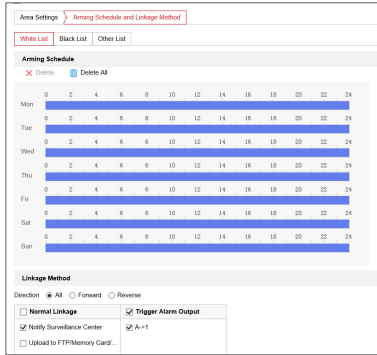 Area Settings Arming Schedule and Linkage Method
White List Black List Other List
Arming Schedule
Delete Delete All
0 2 4 6 8 10 12 14 16 18 20 22 24
Mon
0 2 4 6 8 10 12 14 16 18 20 22 24
Tue
0 2 4 6 8 10 12 14 16 18 20 22 24
Wed
0 2 4 6 8 10 12 14 16 18 20 22 24
Thu
0 2 4 6 8 10 12 14 16 18 20 22 24
Fri
0 2 4 6 8 10 12 14 16 18 20 22 24
Sat
0 2 4 6 8 10 12 14 16 18 20 22 24
Sun
Linkage Method
Direction All Forward Reverse
Normal Linkage Trigger Alarm Output
Notify Surveillance Center A->1
Upload to FTP/Memory Card/...